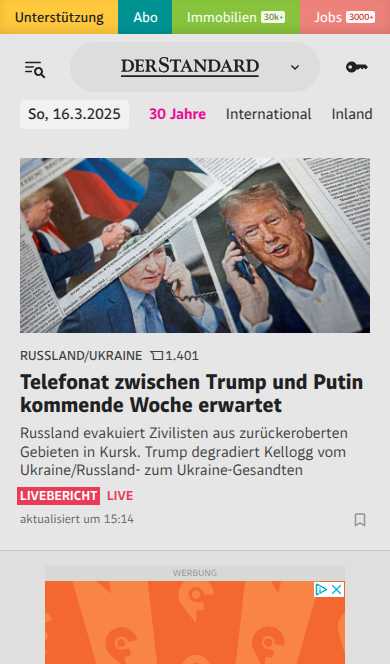 Unterstützung Abo Immobilien 30k+ Jobs 3000+
DERSTANDARD
So, 16.3.2025 30 Jahre International Inland
RUSSLAND/UKRAINE 1.401
Telefonat zwischen Trump und Putin
kommende Woche erwartet
Russland evakuiert Zivilisten aus zurückeroberten
Gebieten in Kursk. Trump degradiert Kellogg vom
Ukraine/Russland- zum Ukraine-Gesandten
LIVEBERICHT LIVE
aktualisiert um 15:14
WERBUNG